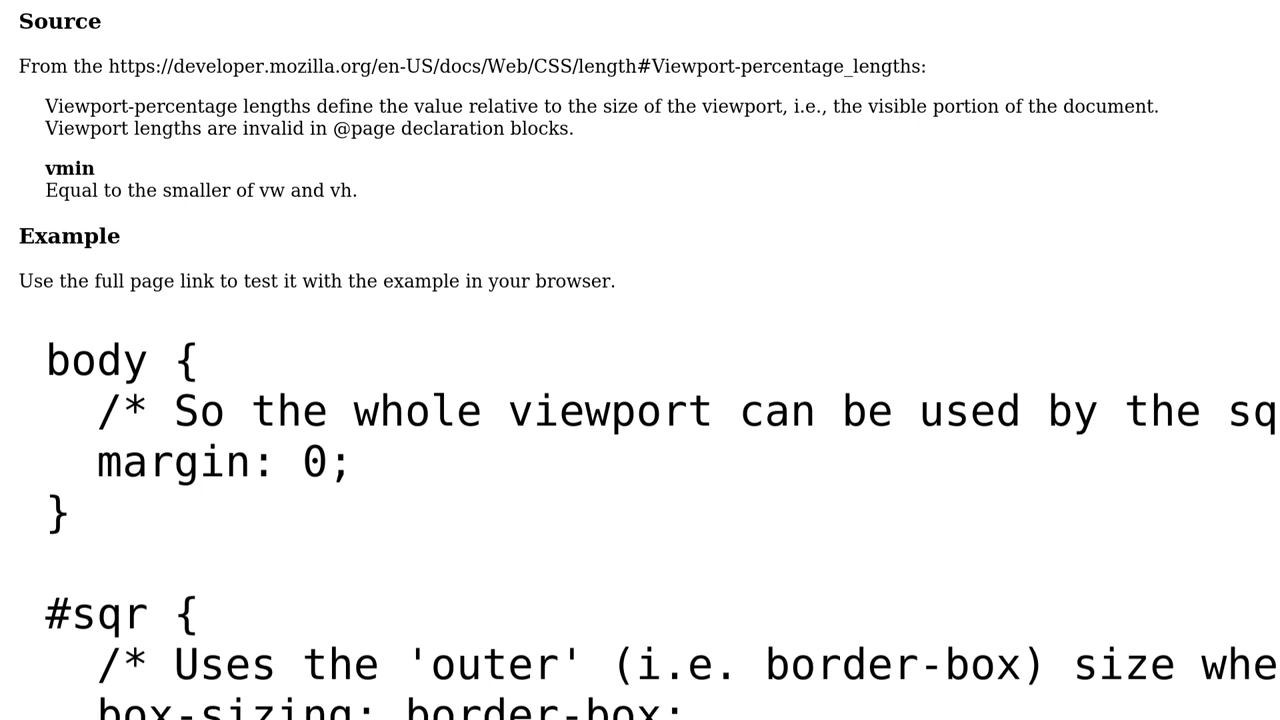 Source
From the https://developer.mozilla.org/en-US/docs/Web/CSS/length#Viewport-percentage_lengths:
Viewport-percentage lengths define the value relative to the size of the viewport, i.e., the visible portion of the document.
Viewport lengths are invalid in @page declaration blocks.
vmin
Equal to the smaller of vw and vh.
Example
Use the full page link to test it with the example in your browser.
body {
/* So the whole viewport can be used by the sq
margin: 0;
}
#sqr {
/* Uses the 'outer' (i.e. border-box) size whe
box-sizing: border-box;